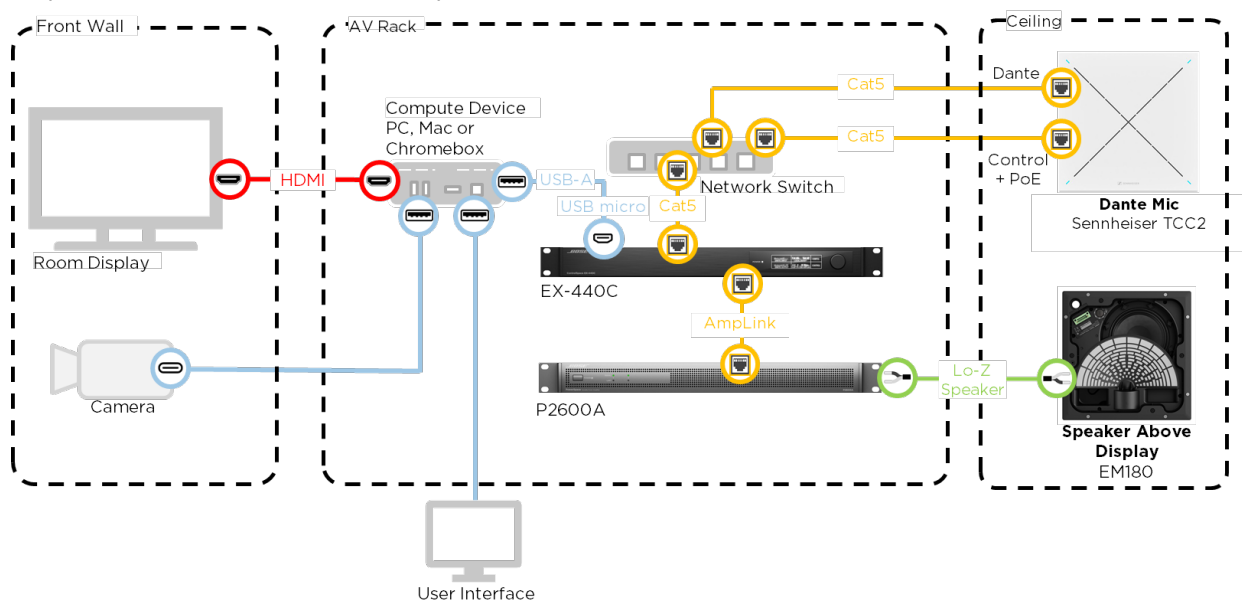 Front Wall
AV Rack
Ceiling
Dante
Cat5
Compute Device
PC, Mac or
Chromebox
Cat5
Control
+ PoE
HDMI
USB-A
Network Switch
USB micro
Cat5
Dante Mic
Sennheiser TCC2
Room Display
EX-440C
AmpLink
Lo-Z
Speaker
Camera
P2600A
Speaker Above
Display
EM180
User Interface